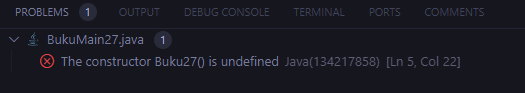 PROBLEMS 1 OUTPUT DEBUG CONSOLE TERMINAL PORTS COMMENTS
BukuMain27.java 1
The constructor Buku27() is undefined Java(134217858) [Ln 5, Col 22]